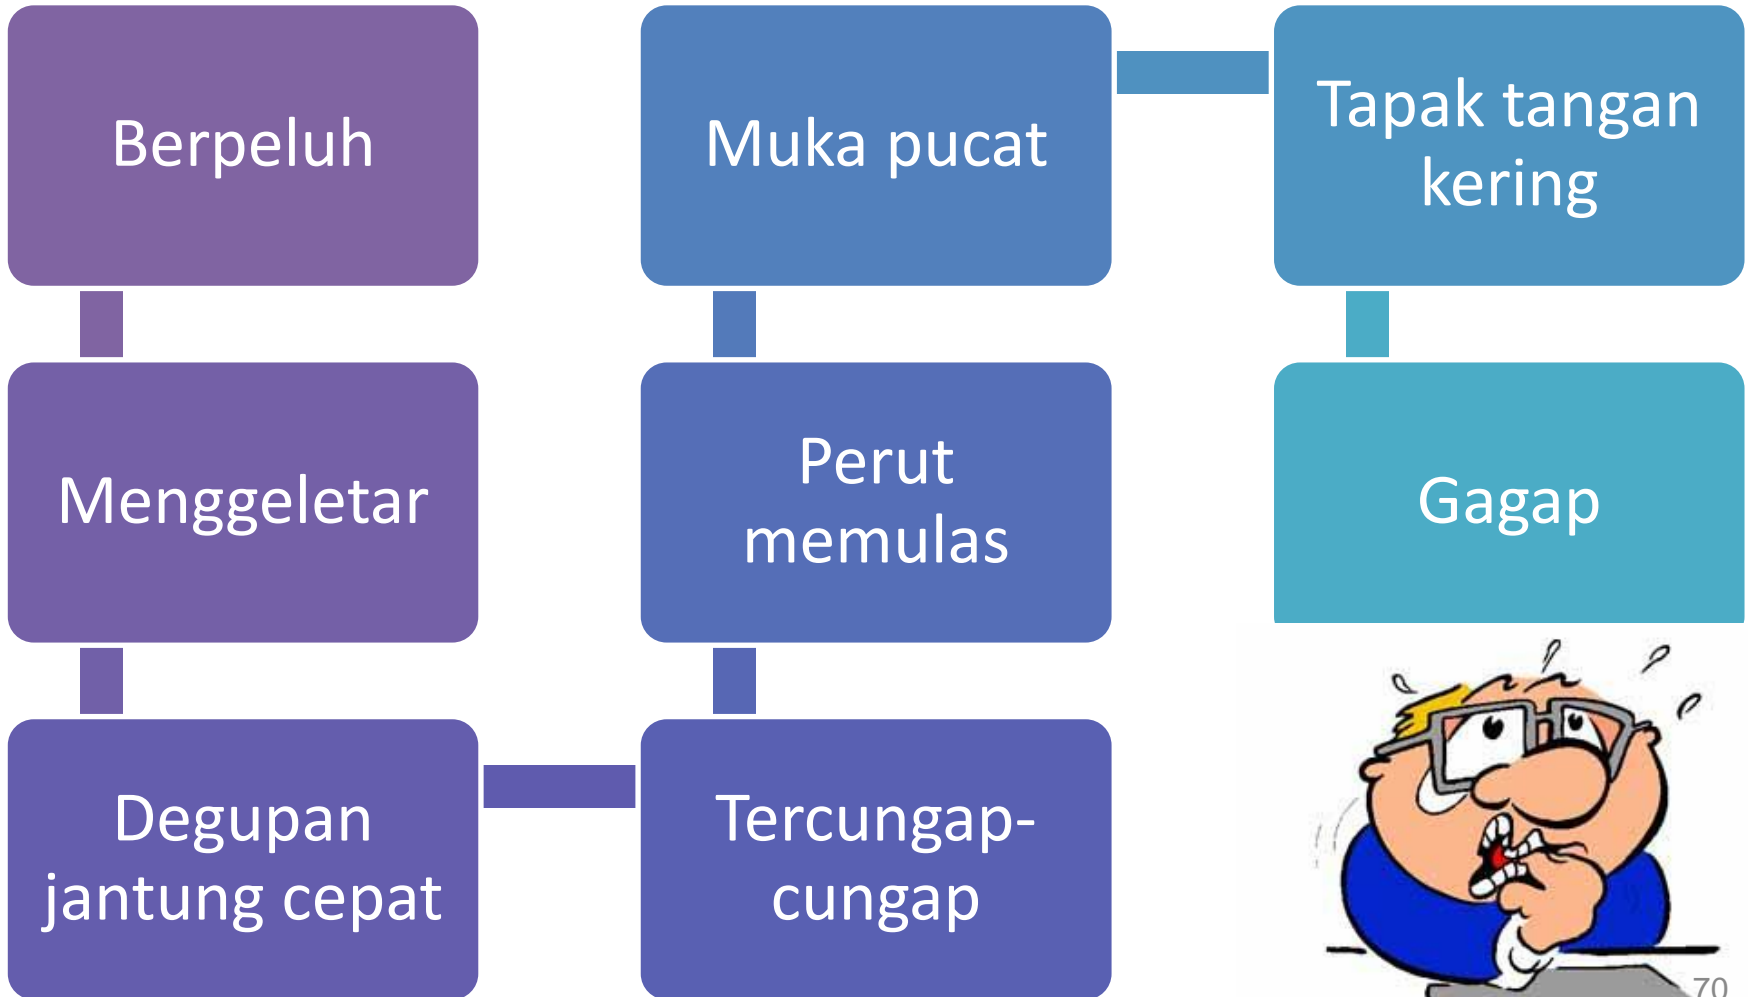 Berpeluh
Menggeletar
Degupan
jantung cepat
Tercungap-
cungap
Perut
memulas
Muka pucat
Tapak tangan
kering
Gagap
70